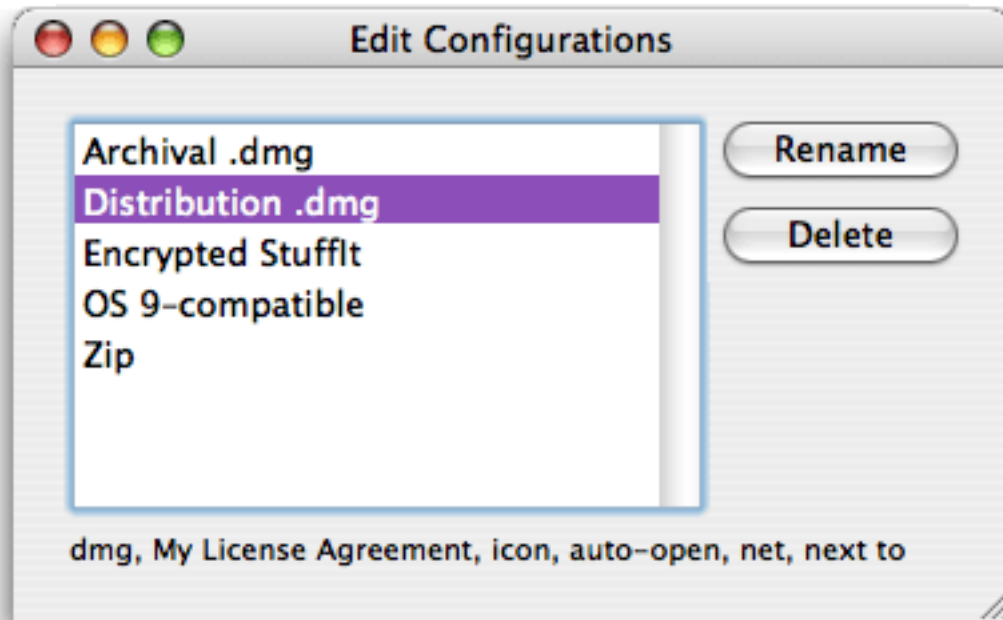 Edit Configurations
Archival .dmg
Distribution .dmg
Encrypted StuffIt
OS 9-compatible
Zip
Rename
Delete
dmg, My License Agreement, icon, auto-open, net, next to